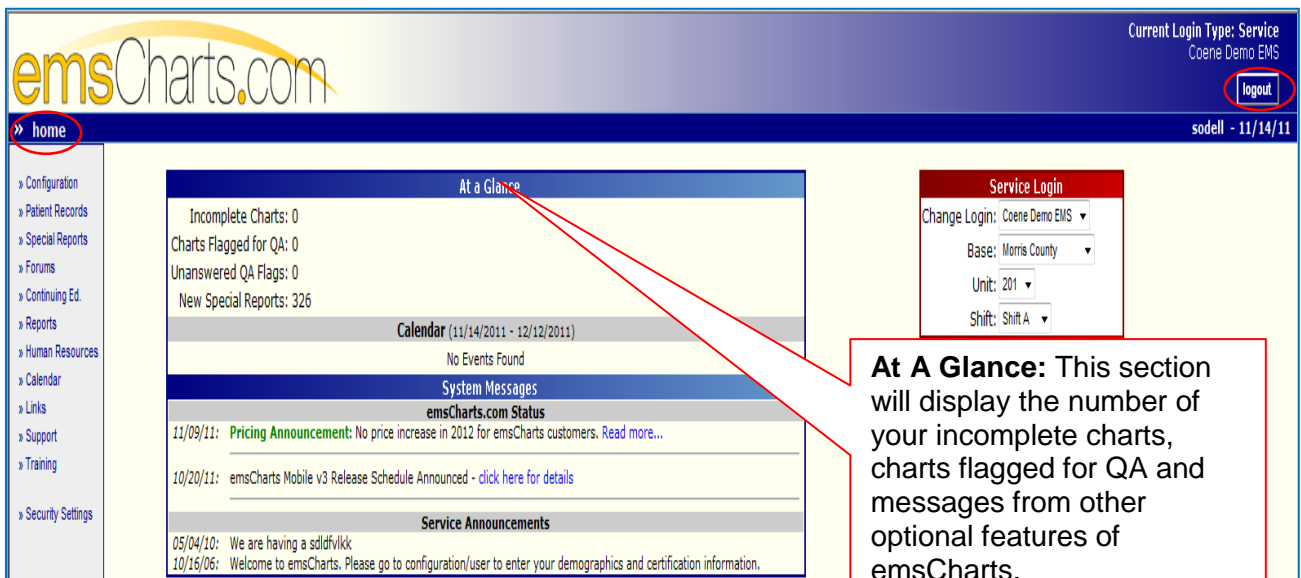 emsCharts.com
Current Login Type: Service
Coene Demo EMS
logout
» home
sodell - 11/14/11
» Configuration
» Patient Records
» Special Reports
» Forums
» Continuing Ed.
» Reports
» Human Resources
» Calendar
» Links
» Support
» Training
» Security Settings
At a Glance
Incomplete Charts: 0
Charts Flagged for QA: 0
Unanswered QA Flags: 0
New Special Reports: 326
Calendar (11/14/2011 - 12/12/2011)
No Events Found
System Messages
emsCharts.com Status
11/09/11: Pricing Announcement: No price increase in 2012 for emsCharts customers. Read more...
10/20/11: emsCharts Mobile v3 Release Schedule Announced - click here for details
Service Announcements
05/04/10: We are having a sdldfvlkk
10/16/06: Welcome to emsCharts. Please go to configuration/user to enter your demographics and certification information.
Service Login
Change Login: Coene Demo EMS
Base: Morris County
Unit: 201
Shift: Shift A
At A Glance: This section
will display the number of
your incomplete charts,
charts flagged for QA and
messages from other
optional features of
emsCharts.